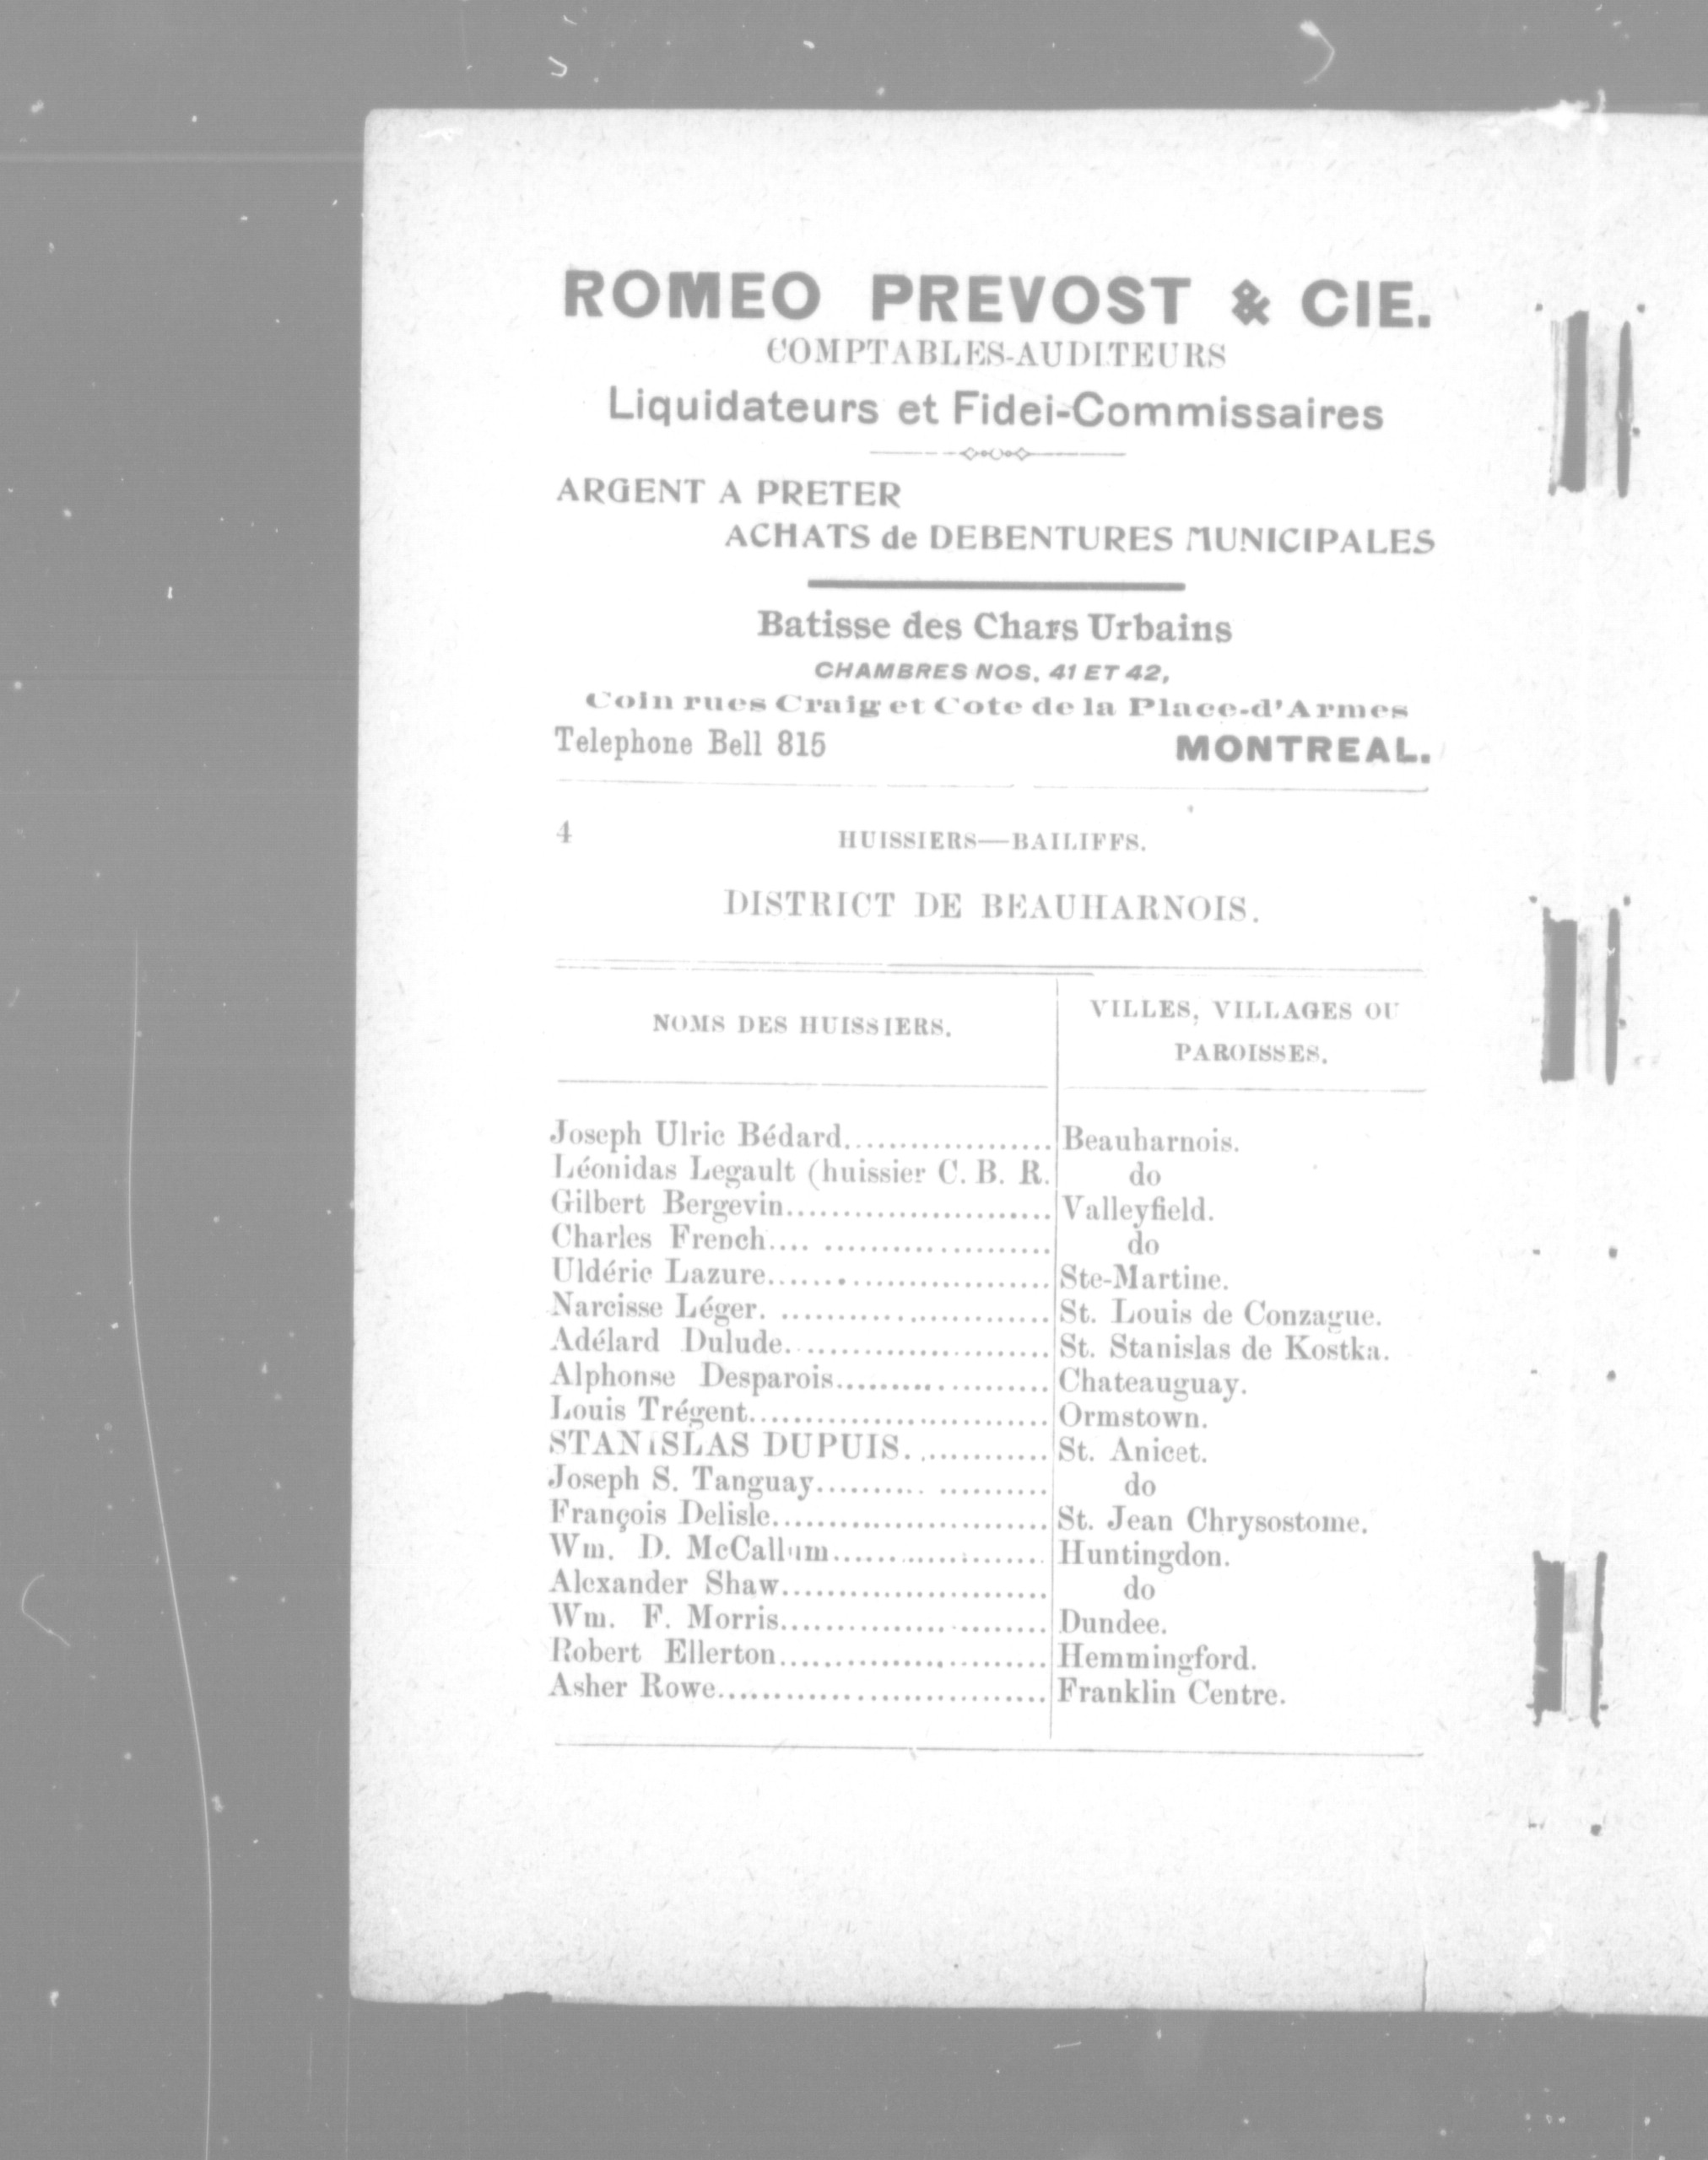 ROMEO PREVOST & CIE.
COMPTABLES-AUDITEURS
Liquidateurs et Fidei-Commissaires
ARGENT A PRETER
ACHATS de DEBENTURES MUNICIPALES
Batisse des Chars Urbains
CHAMBRES NOS, 41 ET 42,
Coin rues Craig et Cote de la Place-d'Armes
Telephone Bell 815 MONTREAL.
4 HUISSIERS—BAILIFFS.
DISTRICT DE BEAUHARNOIS.
NOMS DES HUISSIERS. VILLES, VILLAGES OU
PAROISSES.
Joseph Ulric Bédard.................... Beauharnois.
Léonidas Legault (huissier C. B. R. do
Gilbert Bergevin........................ Valleyfield.
Charles French.... ..................... do
Uldéric Lazure.......................... Ste-Martine.
Narcisse Léger. ........................ St. Louis de Conzague.
Adélard Dulude. ........................ St. Stanislas de Kostka.
Alphonse Desparois.................... Chateauguay.
Louis Trégent........................... Ormstown.
STANiSLAS DUPUIS. ............ St. Anicet.
Joseph S. Tanguay.......... .......... do
François Delisle......................... St. Jean Chrysostome.
Wm. D. McCallum.................... Huntingdon.
Alexander Shaw........................ do
Wm. F. Morris........................ Dundee.
Robert Ellerton........................ Hemmingford.
Asher Rowe.............................. Franklin Centre.